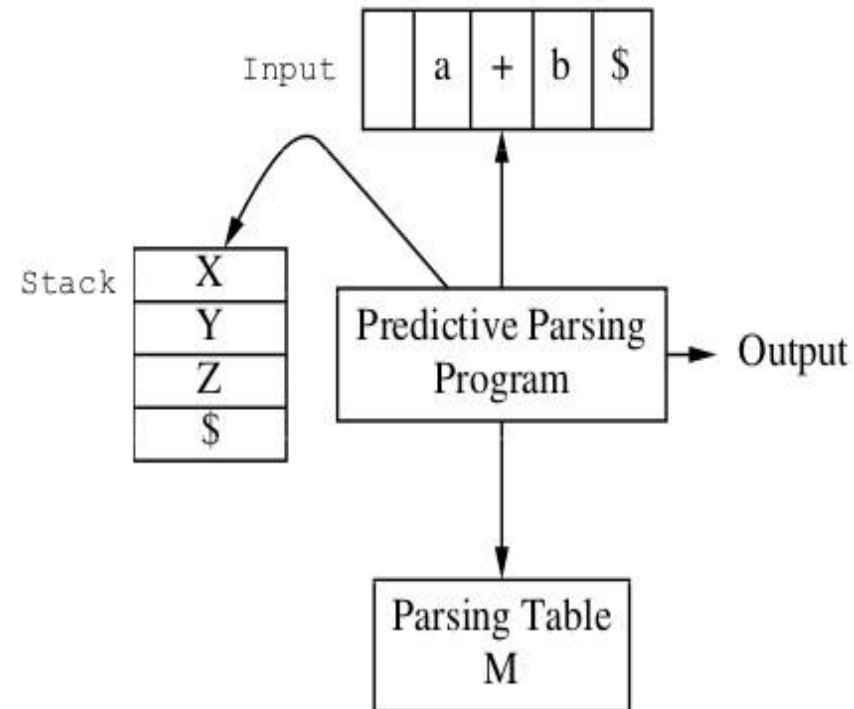 Input
a + b $
Stack
X
Y
Z
$
Predictive Parsing
Program
Output
Parsing Table
M